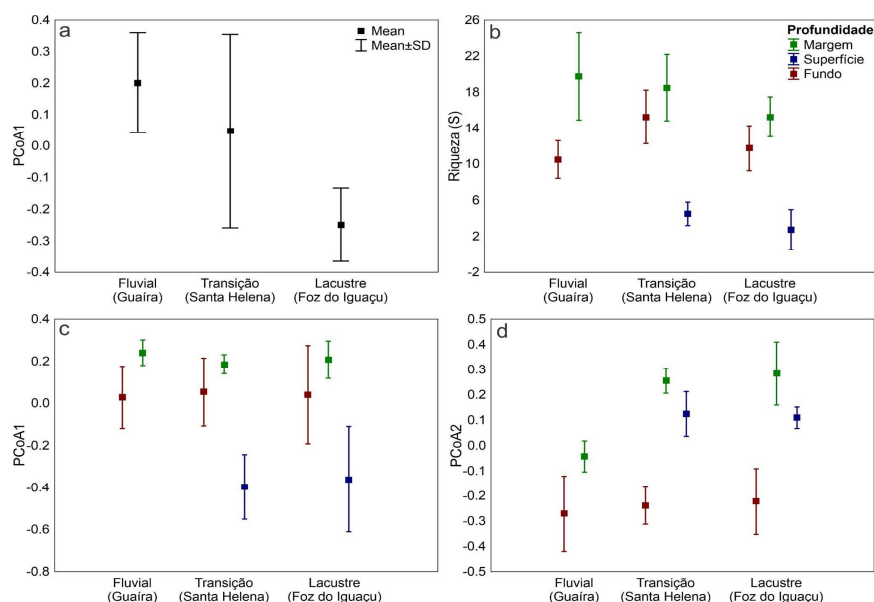 a
0.4
0.3
0.2
0.1
0.0
-0.1
-0.2
-0.3
-0.4
PCoA1
Mean
Mean±SD
Fluvial
(Guaíra)
Transição
(Santa Helena)
Lacustre
(Foz do Iguaçu)
b
22
18
14
10
6
2
-2
Riqueza (S)
Profundidade
Margem
Superfície
Fundo
Fluvial
(Guaíra)
Transição
(Santa Helena)
Lacustre
(Foz do Iguaçu)
c
0.4
0.2
0.0
-0.2
-0.4
-0.6
-0.8
PCoA1
Fluvial
(Guaíra)
Transição
(Santa Helena)
Lacustre
(Foz do Iguaçu)
d
0.5
0.4
0.3
0.2
0.1
0.0
-0.1
-0.2
-0.3
-0.4
-0.5
PCoA2
Fluvial
(Guaíra)
Transição
(Santa Helena)
Lacustre
(Foz do Iguaçu)